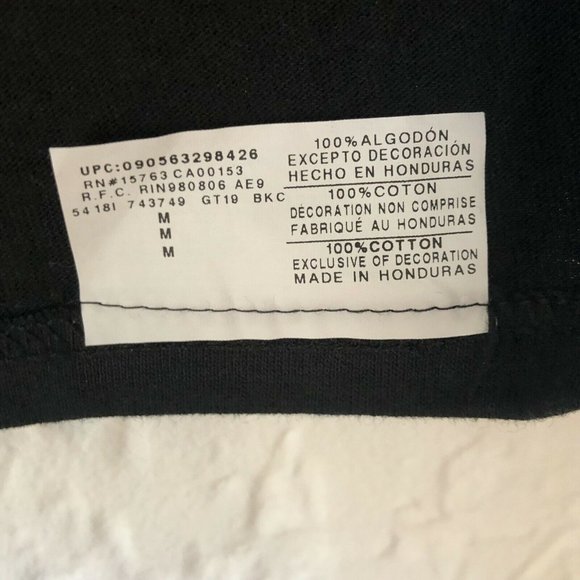 UPC:090563298426
RN#15763 CA00153
R.F.C. RIN980806 AE9
5418I 743749 GT19 BKC
M
M
M
100%ALGODÓN
EXCEPTO DECORACIÓN
HECHO EN HONDURAS
100%COTON
DÉCORATION NON COMPRISE
FABRIQUÉ AU HONDURAS
100%COTTON
EXCLUSIVE OF DECORATION
MADE IN HONDURAS